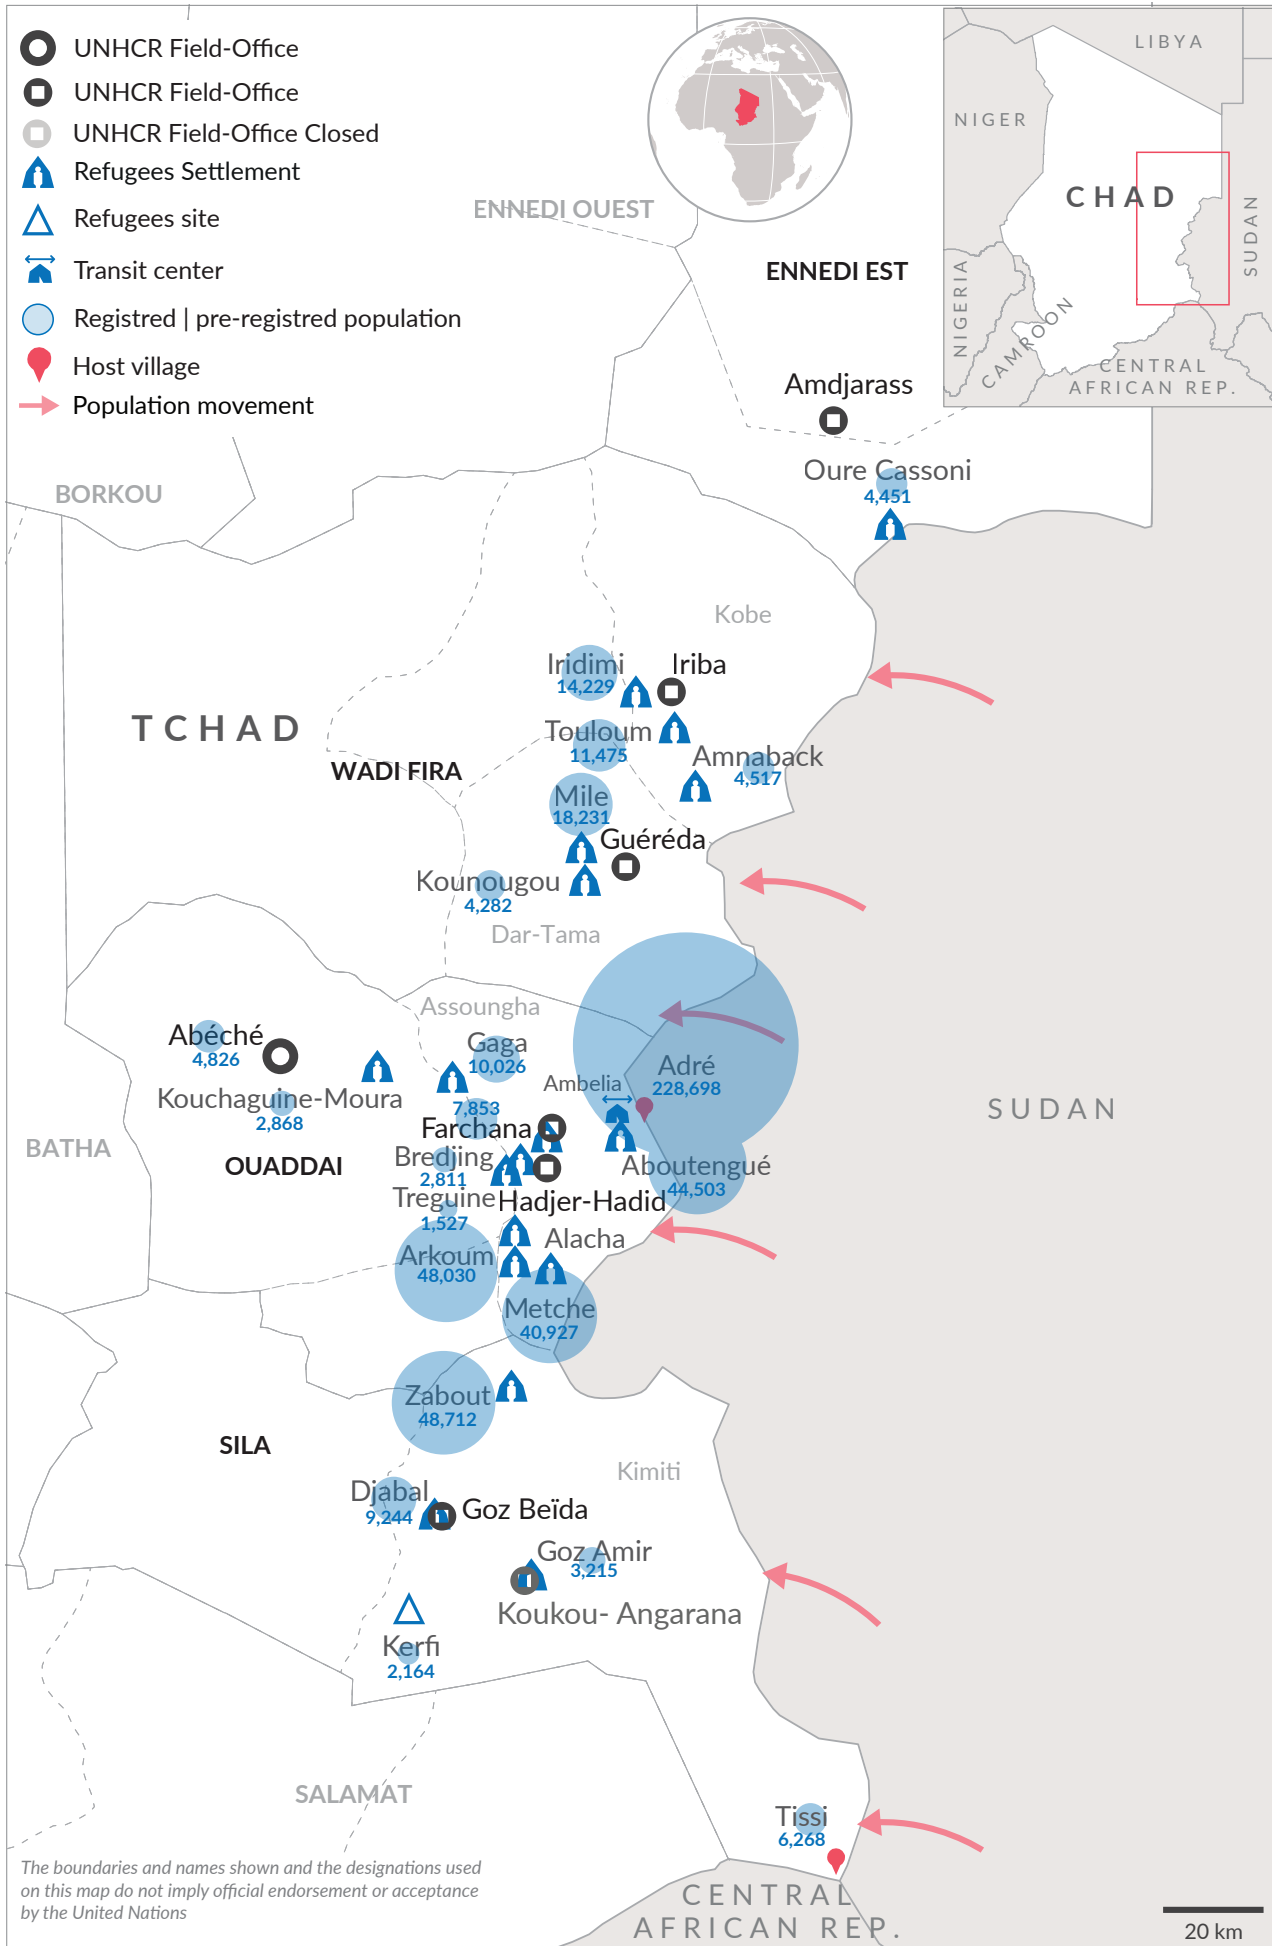 UNHCR Field-Office
UNHCR Field-Office
UNHCR Field-Office Closed
Refugees Settlement
Refugees site
Transit center
Registred | pre-registred population
Host village
Population movement
LIBYA
NIGER
CHAD
SUDAN
NIGERIA
CAMROON
CENTRAL
AFRICAN REP.
ENNEDI OUEST
ENNEDI EST
Amdjarass
Oure Cassoni
4,451
BORKOU
Kobe
Iridimi
14,229
Iriba
TCHAD
Touloum
11,475
WADI FIRA
Amnaback
4,517
Mile
18,231
Guéréda
Kounougou
4,282
Dar-Tama
Assoungha
Abéché
4,826
Gaga
10,026
Adré
228,698
Ambelia
Kouchaguine-Moura
2,868
7,853
Farchana
SUDAN
BATHA
OUADDAI
Bredjing
2,811
Aboutengué
44,503
Treguine
1,527
Hadjer-Hadid
Alacha
Arkoum
48,030
Metche
40,927
Zabout
48,712
SILA
Kimiti
Djabal
9,244
Goz Beïda
Goz Amir
3,215
Koukou- Angarana
Kerfi
2,164
SALAMAT
Tissi
6,268
The boundaries and names shown and the designations used
on this map do not imply official endorsement or acceptance
by the United Nations
CENTRAL
AFRICAN REP.
20 km